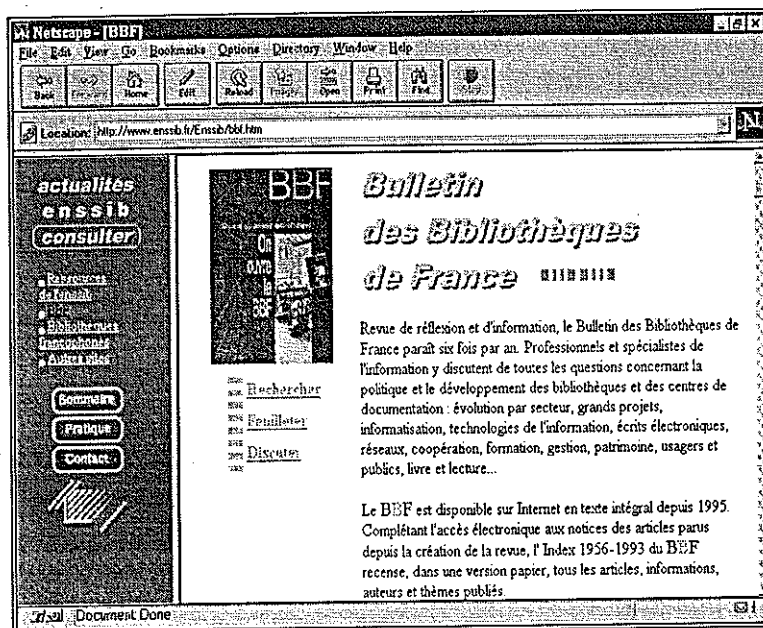 Netscape - [BBF]
File Edit View Go Bookmarks Options Directory Window Help
Back Forward Home Edit Reload Images Open Print Find Stop
Location: http://www.enssib.fr/Enssib/bbf.htm
N
actualités
enssib
consulter
Bibliothèques
francophones
Autres sites
Sommaire
Pratique
Contact
BBF
On
ouvre
le
BBF
Rechercher
Feuilleter
Discuter
Bulletin
des Bibliothèques
de France
Revue de réflexion et d'information, le Bulletin des Bibliothèques de
France paraît six fois par an. Professionnels et spécialistes de
l'information y discutent de toutes les questions concernant la
politique et le développement des bibliothèques et des centres de
documentation : évolution par secteur, grands projets,
informatisation, technologies de l'information, écrits électroniques,
réseaux, coopération, formation, gestion, patrimoine, usagers et
publics, livre et lecture...
Le BBF est disponible sur Internet en texte intégral depuis 1995.
Complétant l'accès électronique aux notices des articles parus
depuis la création de la revue, l' Index 1956-1993 du BBF
recense, dans une version papier, tous les articles, informations,
auteurs et thèmes publiés.
Document Done